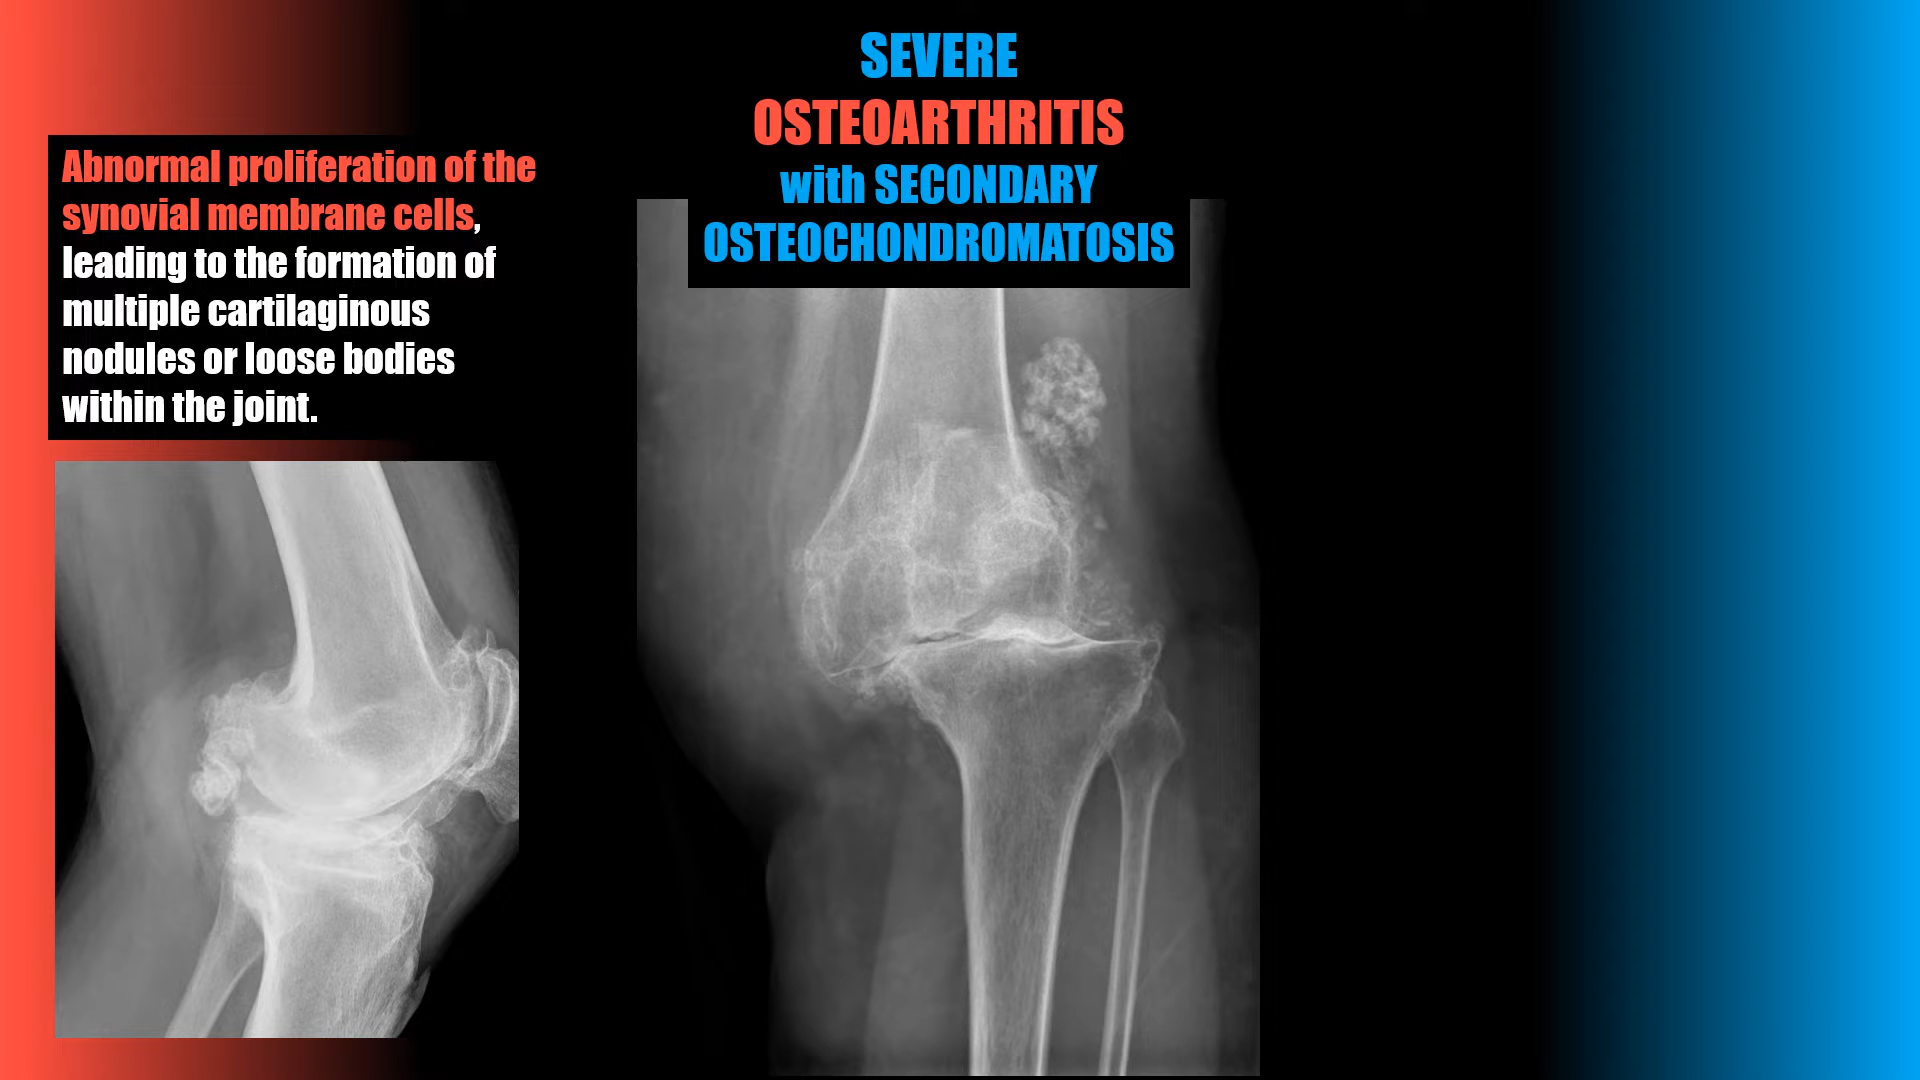 SEVERE
OSTEOARTHRITIS
with SECONDARY
OSTEOCHONDROMATOSIS
Abnormal proliferation of the
synovial membrane cells,
leading to the formation of
multiple cartilaginous
nodules or loose bodies
within the joint.